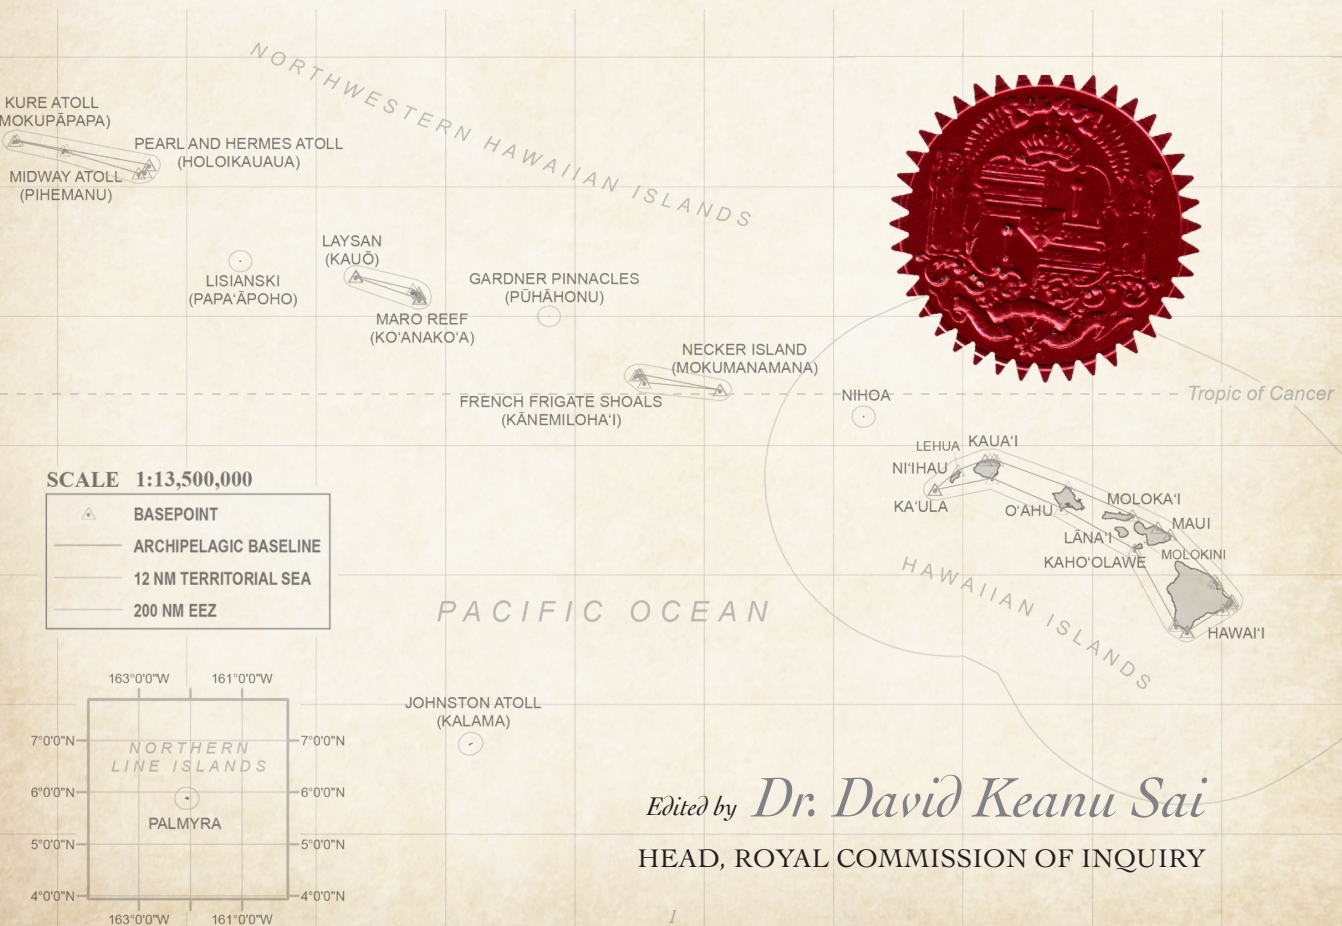 NORTHWESTERN HAWAIIAN ISLANDS
KURE ATOLL
MOKUPĀPAPA)
PEARL AND HERMES ATOLL
(HOLOIKAUAUA)
MIDWAY ATOLL
(PIHEMANU)
LAYSAN
(KAUŌ)
LISIANSKI
(PAPAʻĀPOHO)
GARDNER PINNACLES
(PŪHĀHONU)
MARO REEF
(KOʻANAKOʻA)
NECKER ISLAND
(MOKUMANAMANA)
FRENCH FRIGATE SHOALS
(KĀNEMILOHAʻI)
NIHOA
Tropic of Cancer
LEHUA
KAUAʻI
NIʻIHAU
KAʻULA
OʻAHU
MOLOKAʻI
MAUI
LĀNAʻI
MOLOKINI
KAHOʻOLAWE
HAWAIʻI
HAWAIIAN ISLANDS
SCALE 1:13,500,000
BASEPOINT
ARCHIPELAGIC BASELINE
12 NM TERRITORIAL SEA
200 NM EEZ
PACIFIC OCEAN
163°0'0"W 161°0'0"W
7°0'0"N 7°0'0"N
NORTHERN
LINE ISLANDS
6°0'0"N 6°0'0"N
PALMYRA
5°0'0"N 5°0'0"N
4°0'0"N 4°0'0"N
163°0'0"W 161°0'0"W
JOHNSTON ATOLL
(KALAMA)
Edited by Dr. David Keanu Sai
HEAD, ROYAL COMMISSION OF INQUIRY
1